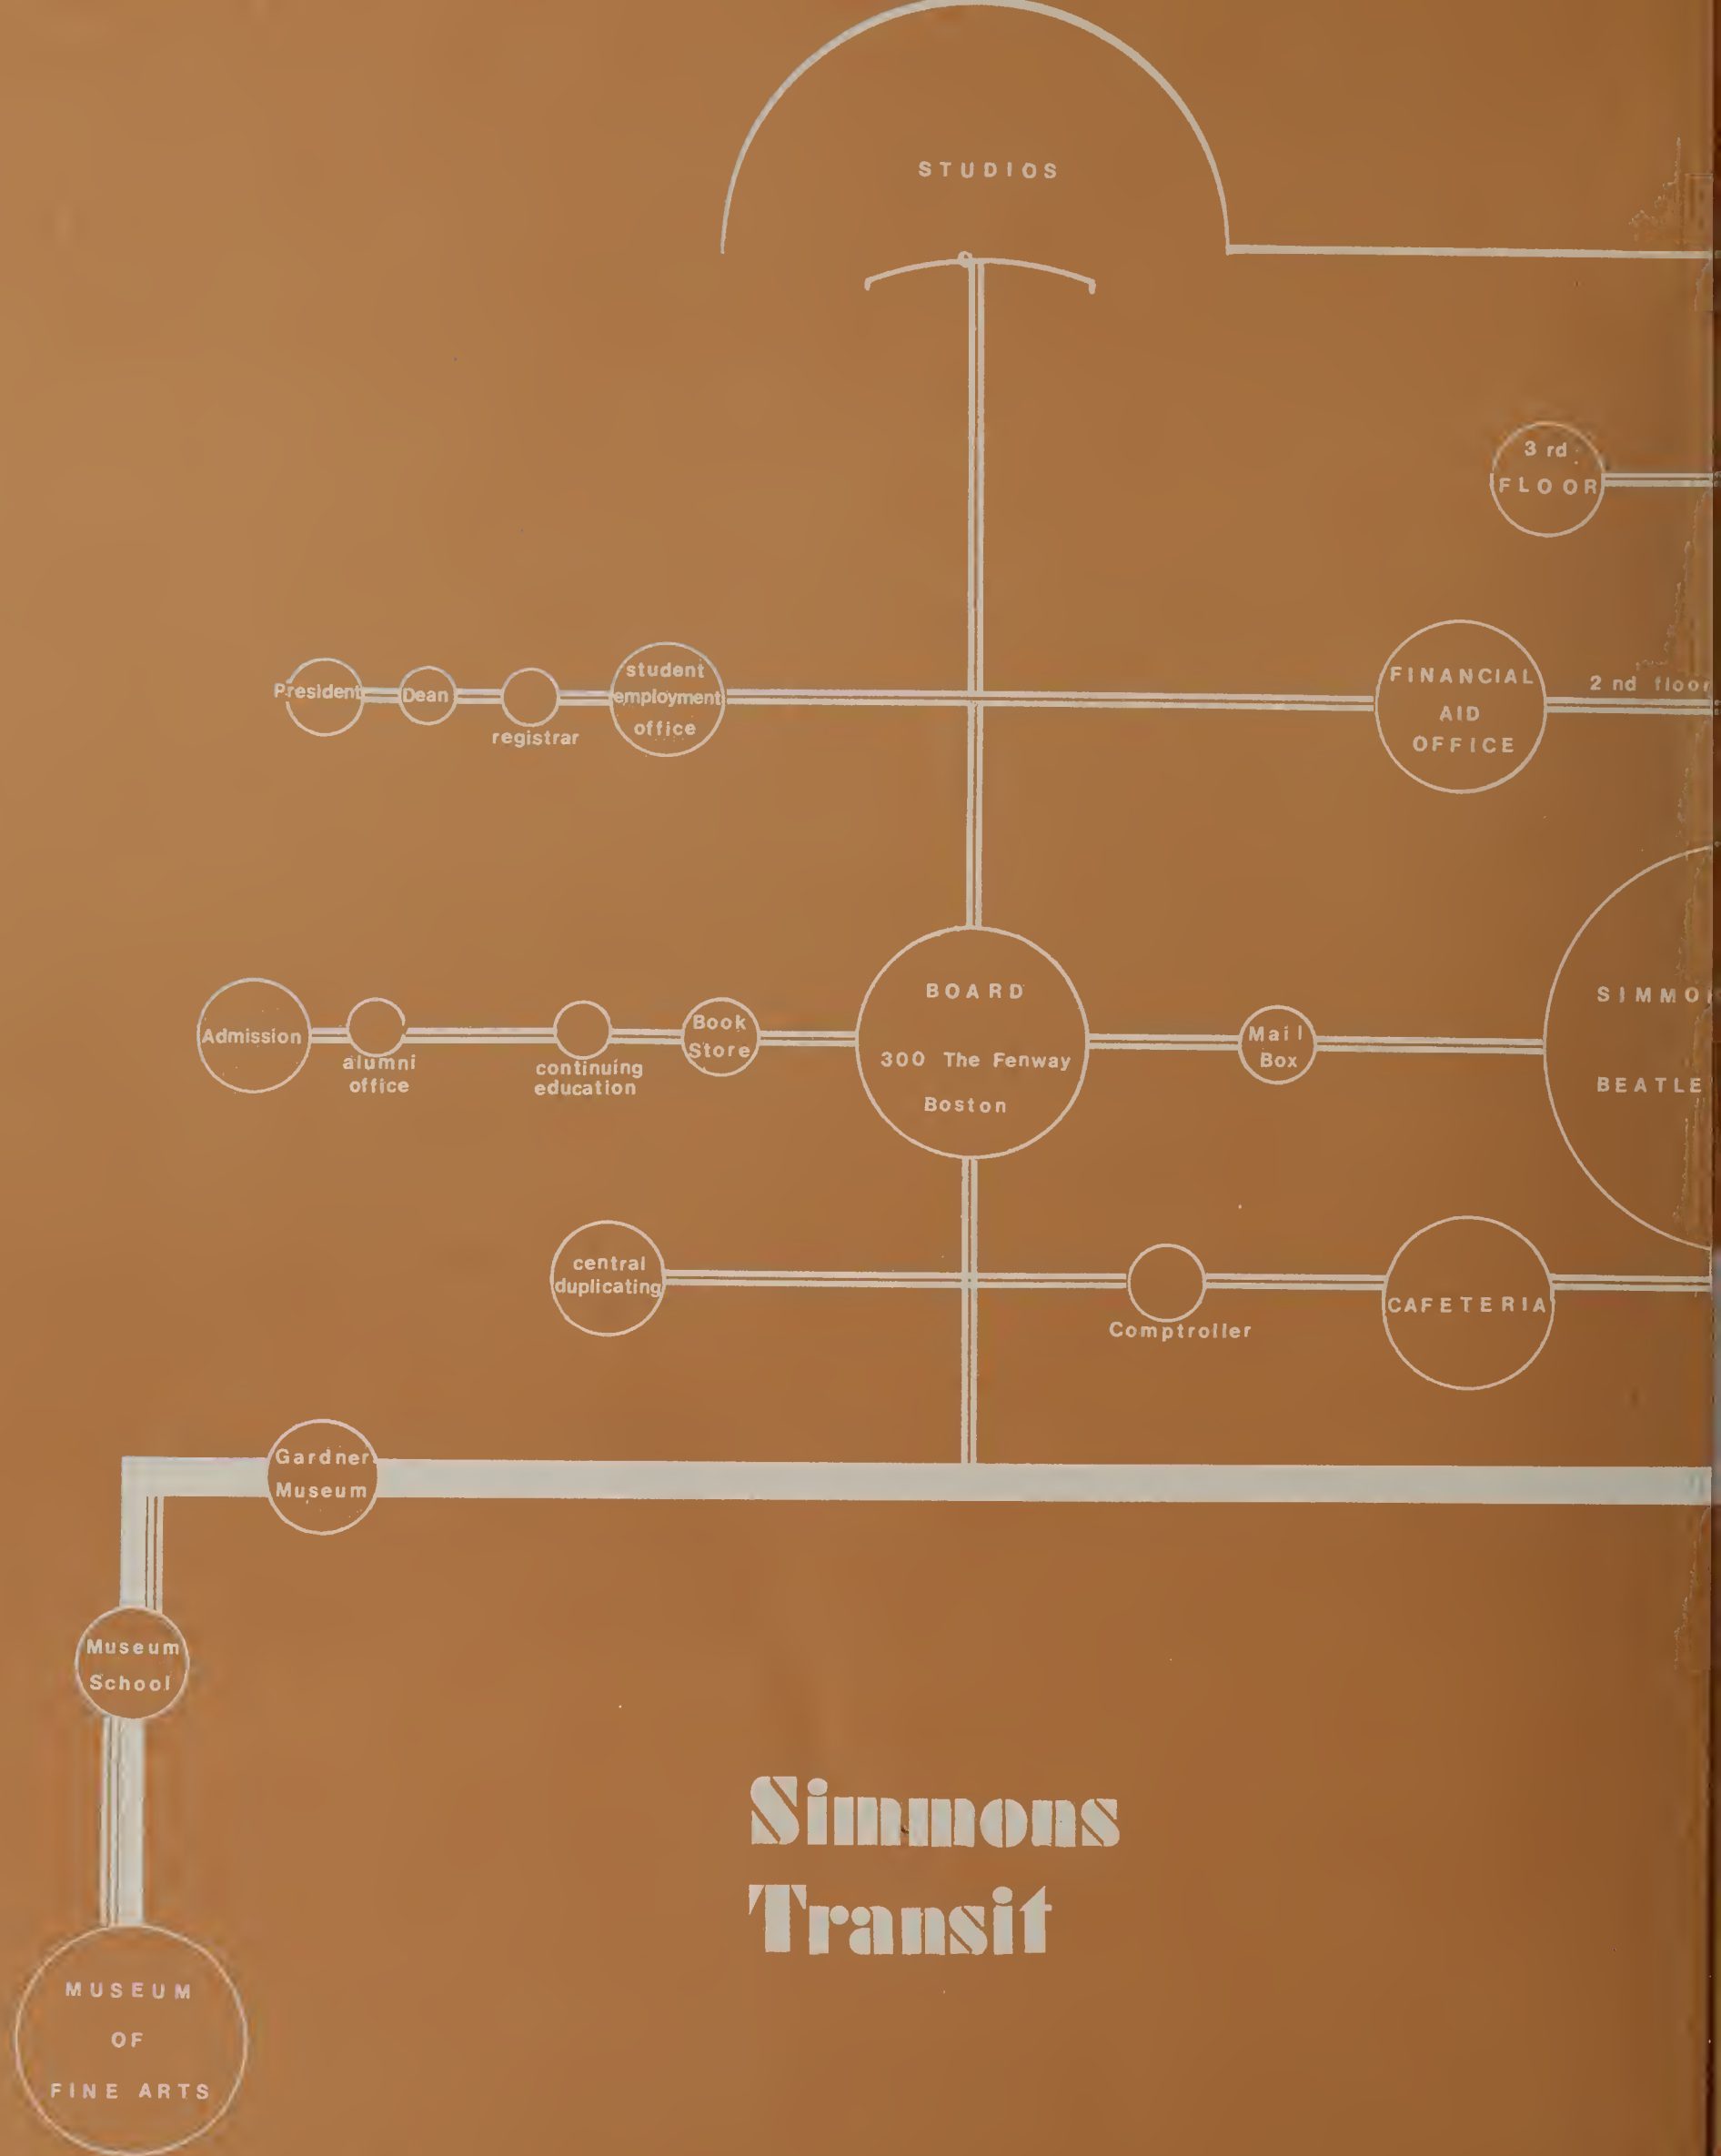 STUDIOS
3 rd
FLOOR
President
Dean
registrar
student
employment
office
FINANCIAL
AID
OFFICE
2 nd floor
Admission
alumni
office
continuing
education
Book
Store
BOARD
300 The Fenway
Boston
Mail
Box
SIMMO
BEATLE
central
duplicating
Comptroller
CAFETERIA
Gardner
Museum
Museum
School
Simmons
Transit
MUSEUM
OF
FINE ARTS